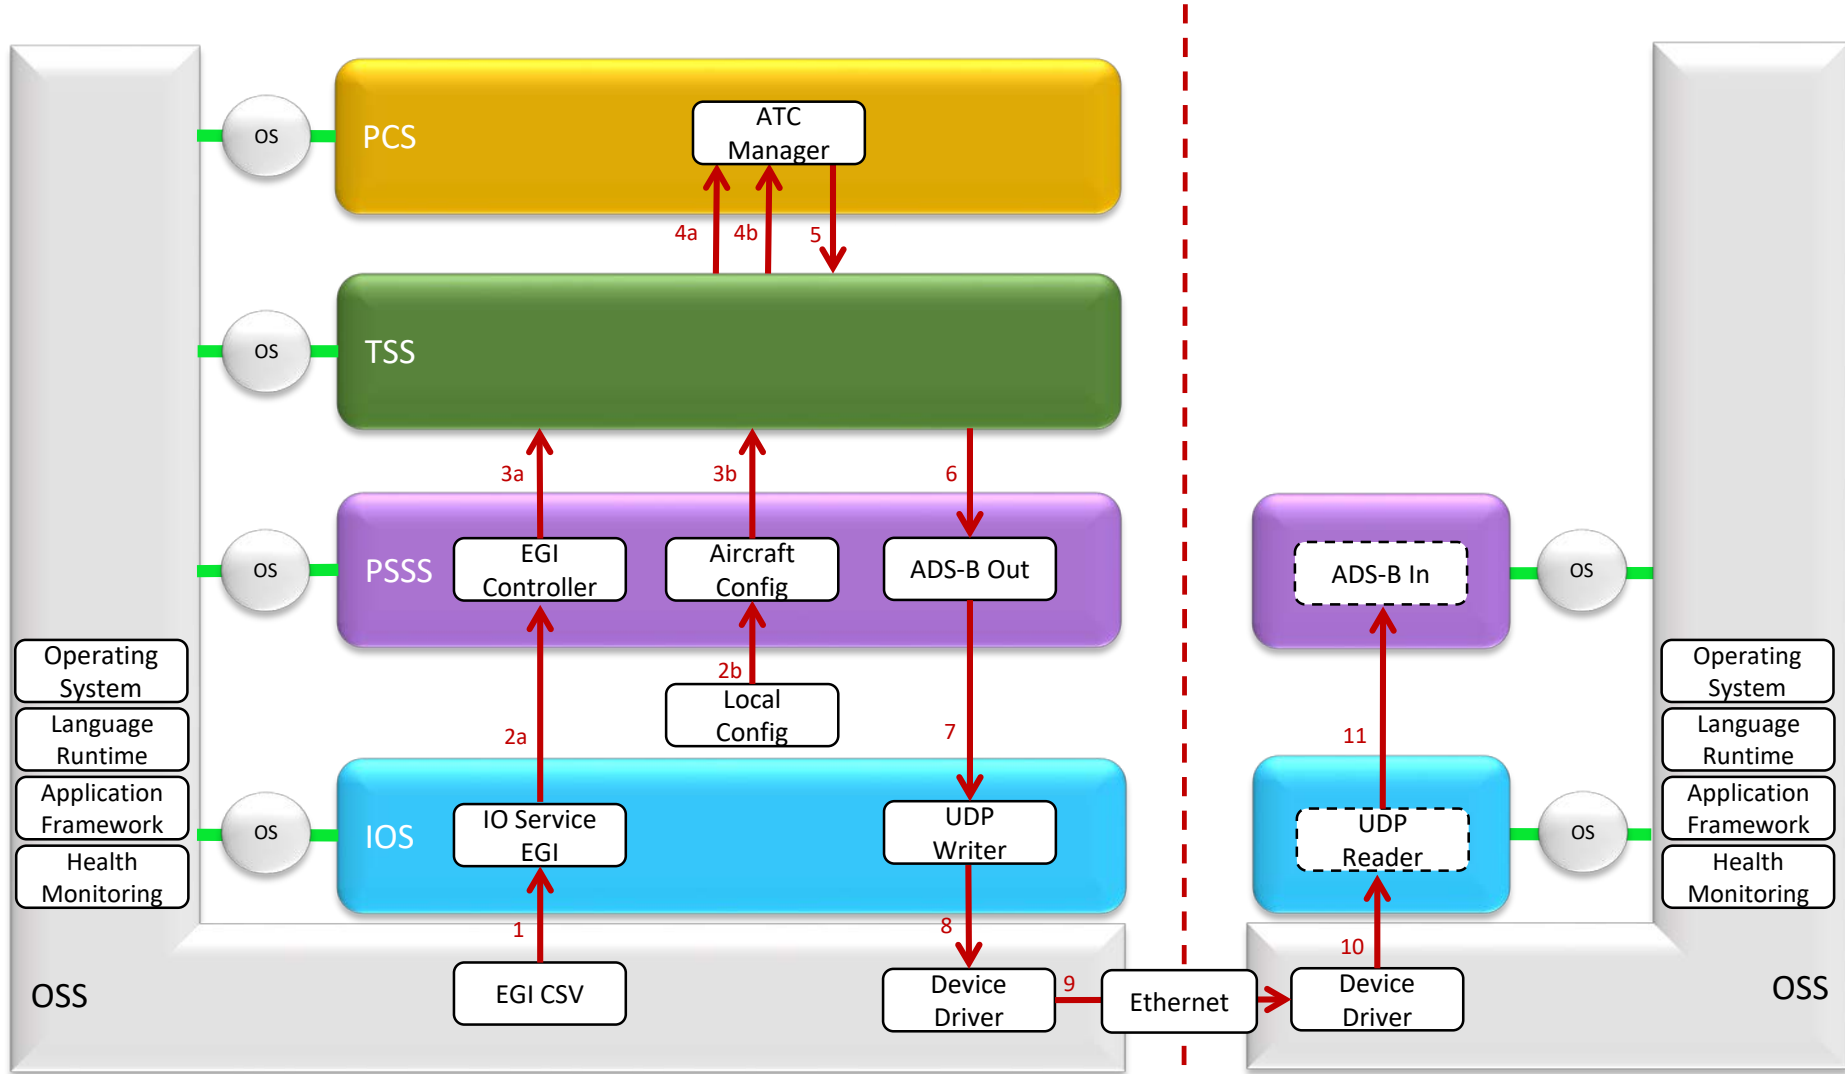 ATC
Manager
OS
PCS
4a
4b
5
OS
TSS
3a
3b
6
OS
PSSS
EGI
Controller
Aircraft
Config
ADS-B Out
ADS-B In
OS
Operating
System
Language
Runtime
Application
Framework
Health
Monitoring
2b
Local
Config
2a
7
11
Operating
System
Language
Runtime
Application
Framework
Health
Monitoring
OS
IOS
IO Service
EGI
UDP
Writer
UDP
Reader
OS
1
8
10
OSS
EGI CSV
Device
Driver
9
Ethernet
Device
Driver
OSS